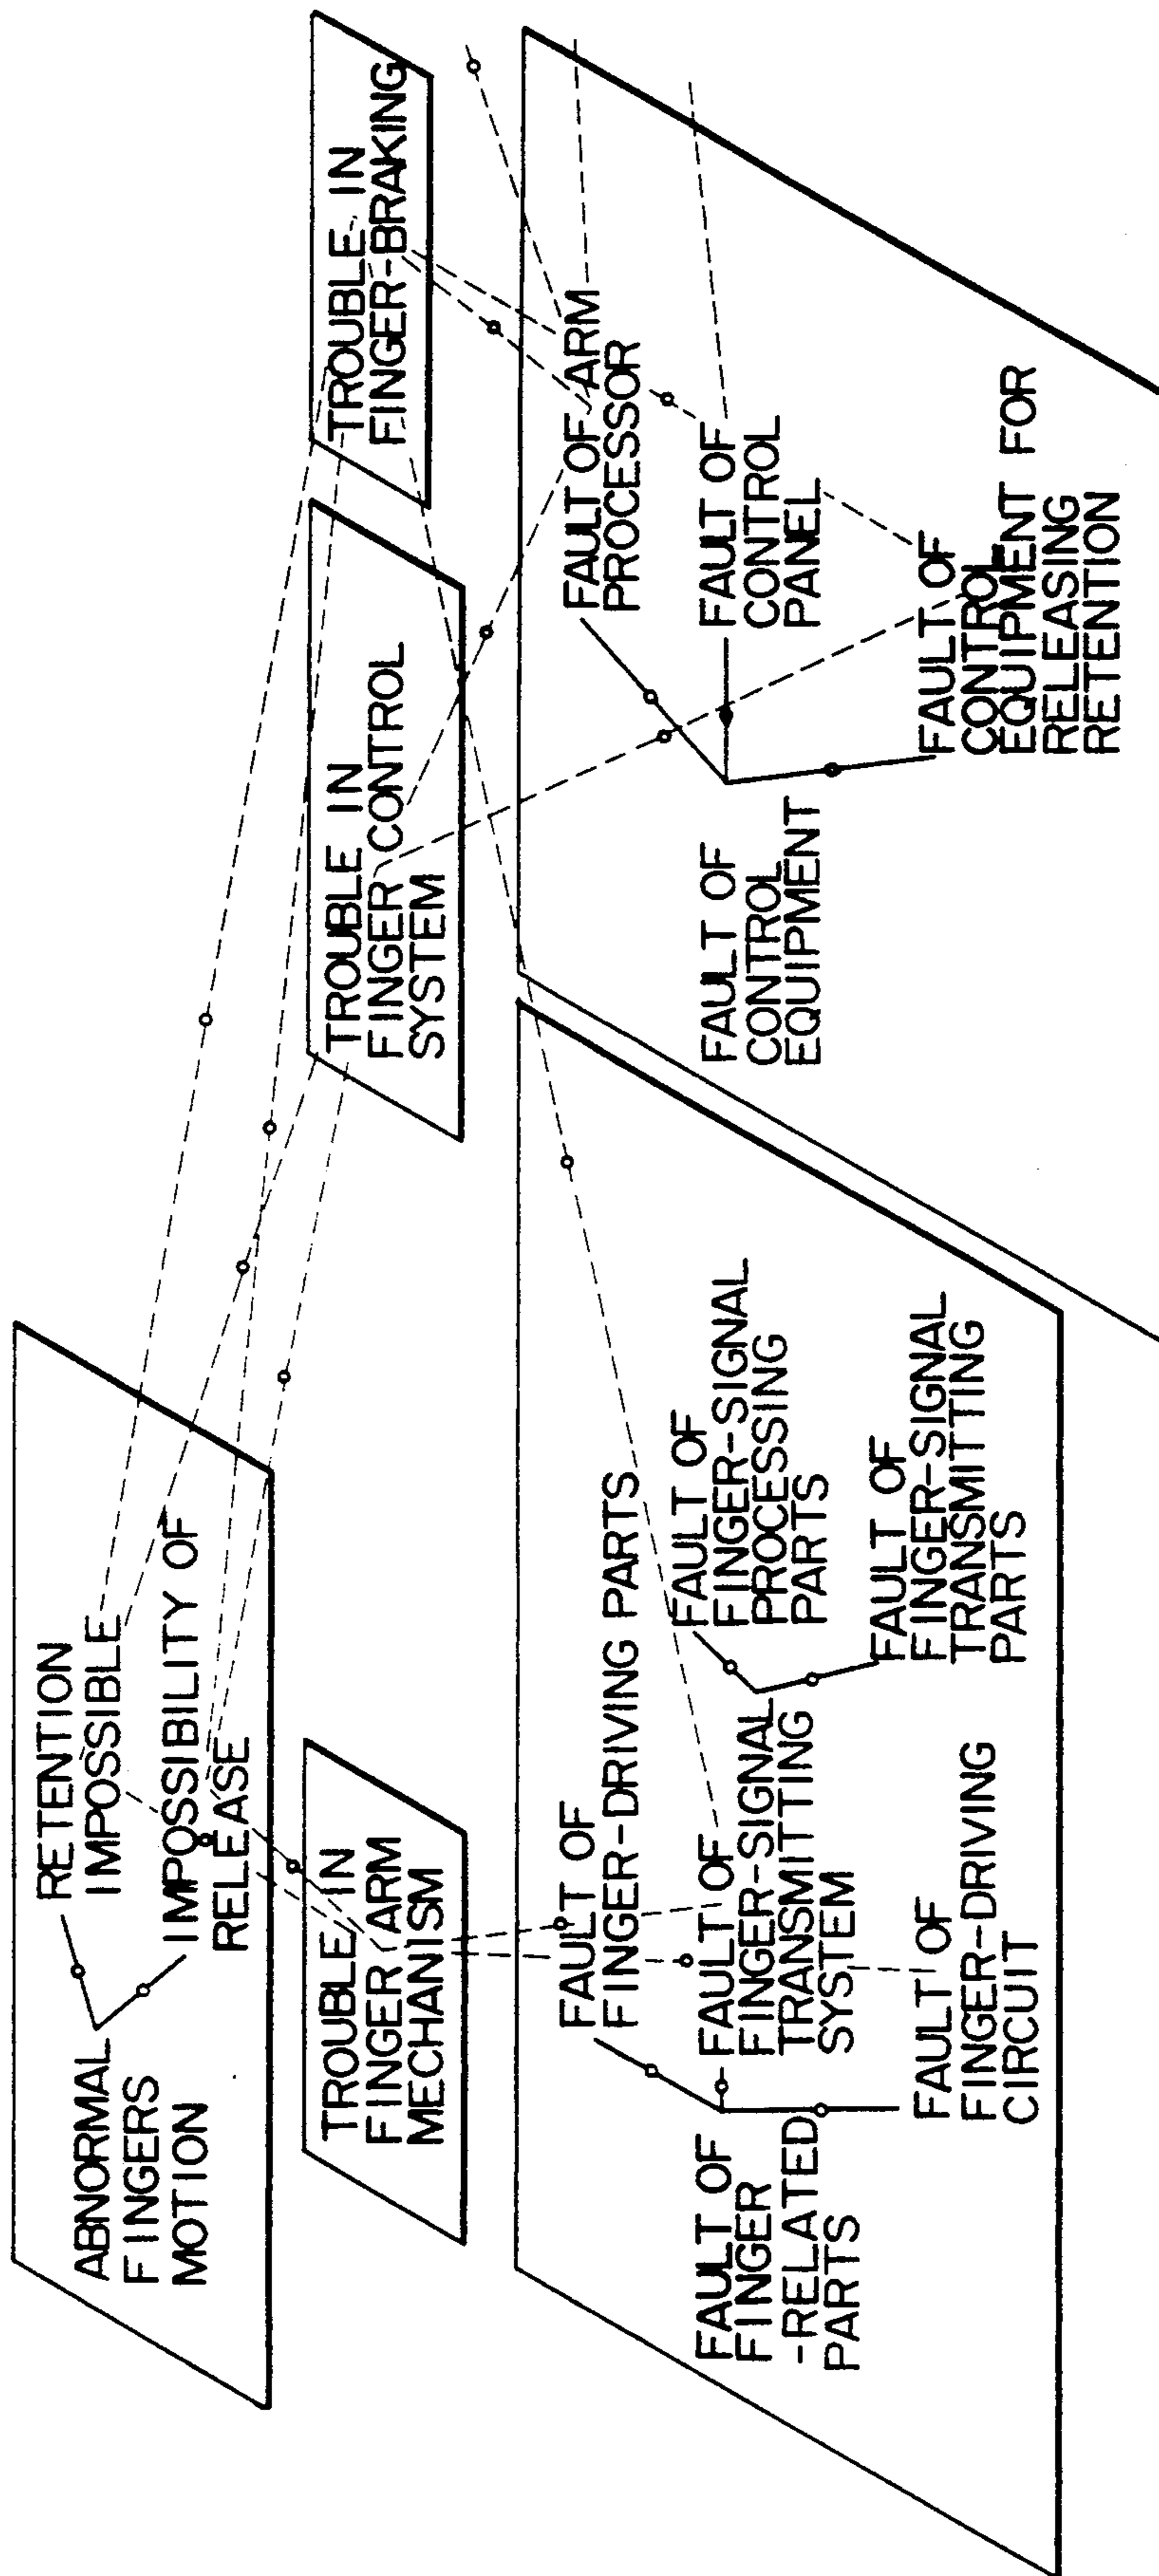 ABNORMAL
FINGERS
MOTION
RETENTION
IMPOSSIBLE
IMPOSSIBILITY OF
RELEASE
TROUBLE IN
FINGER ARM
MECHANISM
TROUBLE IN
FINGER CONTROL
SYSTEM
TROUBLE IN
FINGER-BRAKING
FAULT OF
FINGER
-RELATED
PARTS
FAULT OF
FINGER-DRIVING PARTS
FAULT OF
FINGER-SIGNAL
TRANSMITTING
SYSTEM
FAULT OF
FINGER-DRIVING
CIRCUIT
FAULT OF
FINGER-SIGNAL
PROCESSING
PARTS
FAULT OF
FINGER-SIGNAL
TRANSMITTING
PARTS
FAULT OF
CONTROL
EQUIPMENT
FAULT OF ARM
PROCESSOR
FAULT OF
CONTROL
PANEL
FAULT OF
CONTROL
EQUIPMENT FOR
RELEASING
RETENTION